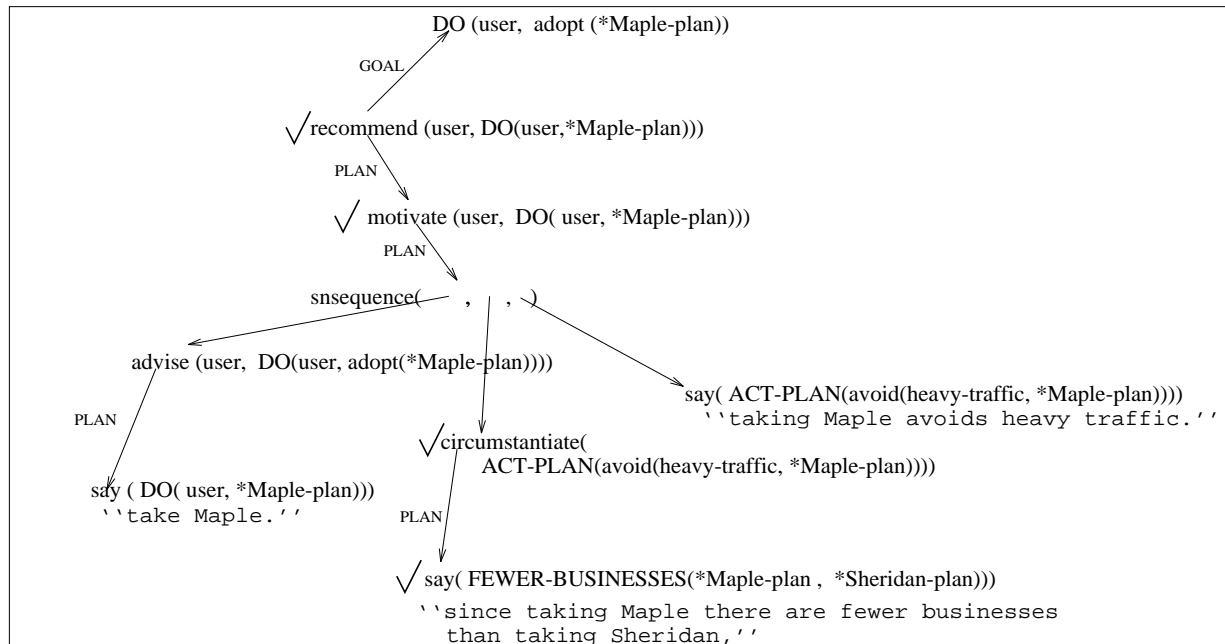 DO (user, adopt (*Maple-plan))
GOAL
recommend (user, DO(user,*Maple-plan)))
PLAN
motivate (user, DO( user, *Maple-plan)))
PLAN
snsequence( , , )
advise (user, DO(user, adopt(*Maple-plan))))
say( ACT-PLAN(avoid(heavy-traffic, *Maple-plan))))
``taking Maple avoids heavy traffic.''
PLAN
circumstantiate(
ACT-PLAN(avoid(heavy-traffic, *Maple-plan))))
say ( DO( user, *Maple-plan)))
``take Maple.''
PLAN
say( FEWER-BUSINESSES(*Maple-plan , *Sheridan-plan)))
``since taking Maple there are fewer businesses
than taking Sheridan,''